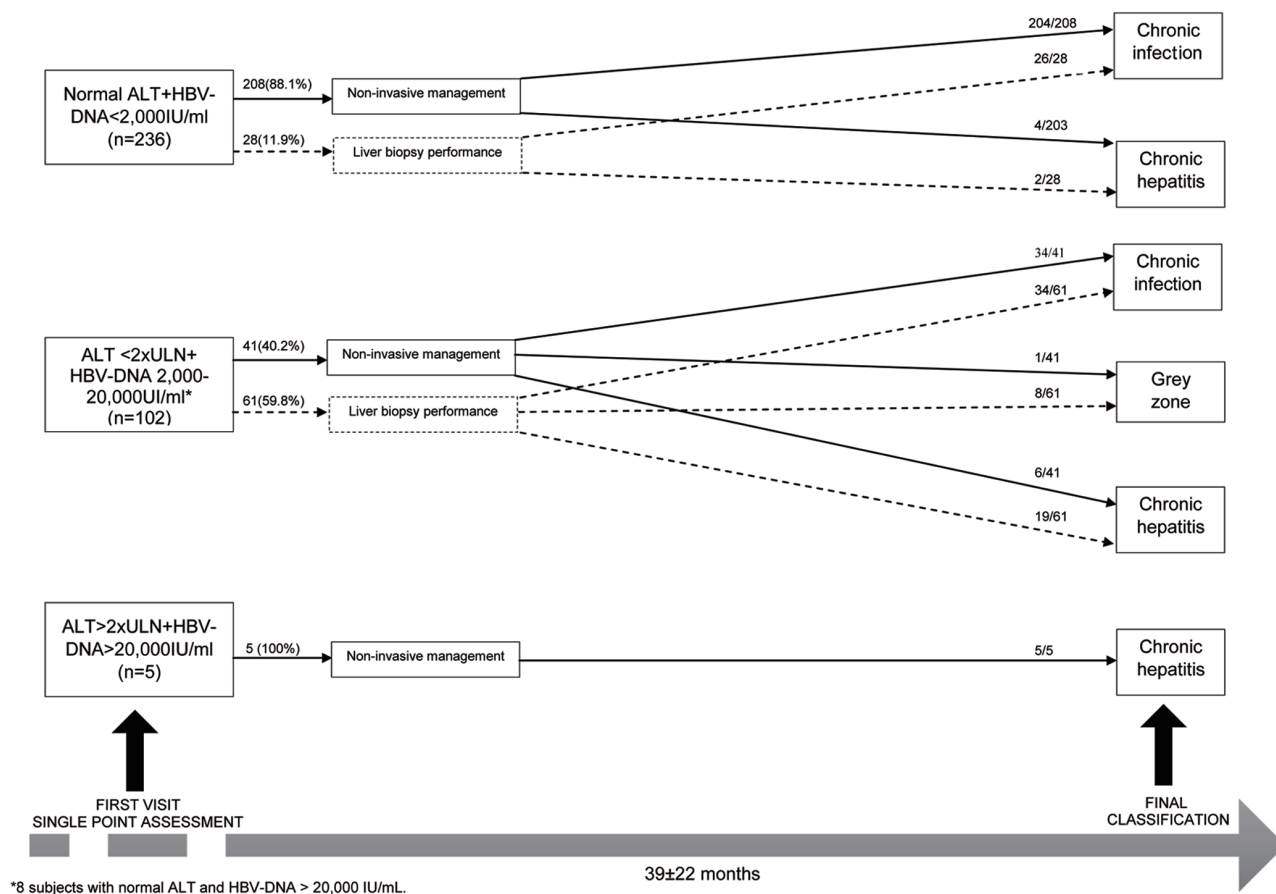 Normal ALT+HBV-
DNA<2,000IU/ml
(n=236)
208(88.1%)
28(11.9%)
Non-invasive management
Liver biopsy performance
204/208
26/28
4/203
2/28
Chronic
infection
Chronic
hepatitis
ALT <2xULN+
HBV-DNA 2,000-
20,000UI/ml*
(n=102)
41(40.2%)
61(59.8%)
Non-invasive management
Liver biopsy performance
34/41
34/61
1/41
8/61
6/41
19/61
Chronic
infection
Grey
zone
Chronic
hepatitis
ALT>2xULN+HBV-
DNA>20,000IU/ml
(n=5)
5 (100%)
Non-invasive management
5/5
Chronic
hepatitis
FIRST VISIT
SINGLE POINT ASSESSMENT
FINAL
CLASSIFICATION
39±22 months
*8 subjects with normal ALT and HBV-DNA > 20,000 IU/mL.